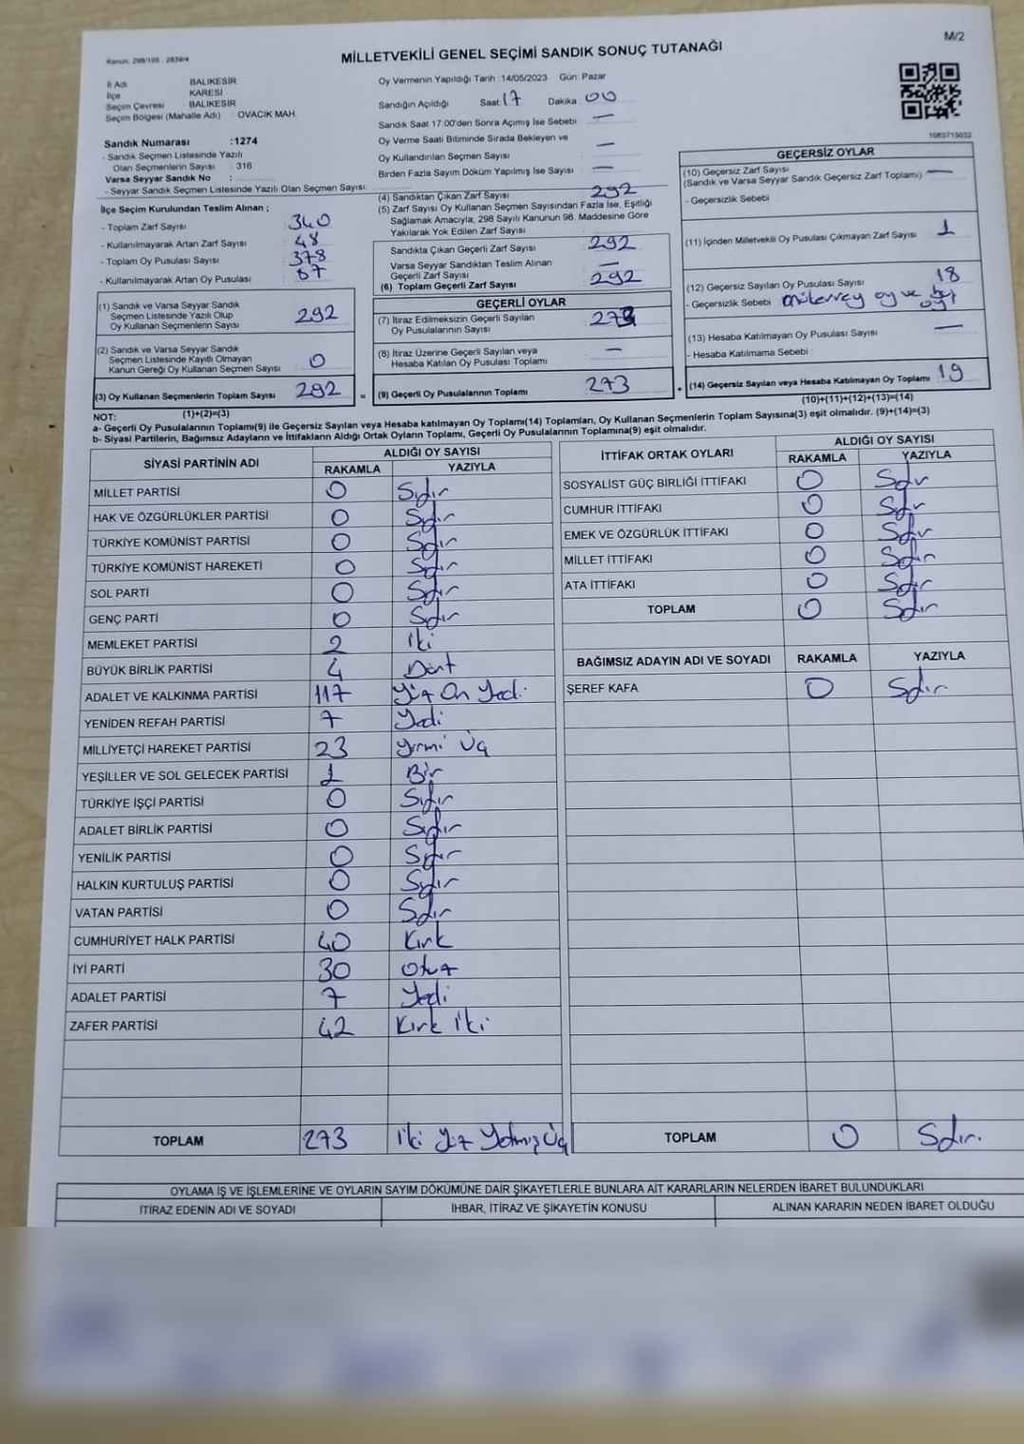 Kanun: 298/105 - 2839/4
M/2
MİLLETVEKİLİ GENEL SEÇİMİ SANDIK SONUÇ TUTANAĞI
İl Adı BALIKESİR
İlçe KARESİ
Seçim Çevresi BALIKESİR
Seçim Bölgesi (Mahalle Adı) OVACIK MAH.
Sandık Numarası :1274
- Sandık Seçmen Listesinde Yazılı
Olan Seçmenlerin Sayısı : 316
Varsa Seyyar Sandık No :
- Seyyar Sandık Seçmen Listesinde Yazılı Olan Seçmen Sayısı
İlçe Seçim Kurulundan Teslim Alınan ;
- Toplam Zarf Sayısı 340
- Kullanılmayarak Artan Zarf Sayısı 48
- Toplam Oy Pusulası Sayısı 378
- Kullanılmayarak Artan Oy Pusulası 87
(1) Sandık ve Varsa Seyyar Sandık
Seçmen Listesinde Yazılı Olup
Oy Kullanan Seçmenlerin Sayısı 292
(2) Sandık ve Varsa Seyyar Sandık
Seçmen Listesinde Kayıtlı Olmayan
Kanun Gereği Oy Kullanan Seçmen Sayısı 0
(3) Oy Kullanan Seçmenlerin Toplam Sayısı 292
(1)+(2)=(3)
Oy Vermenin Yapıldığı Tarih :14/05/2023 Gün: Pazar
Sandığın Açıldığı Saat 17 Dakika 00
Sandık Saat 17:00'den Sonra Açımış İse Sebebi —
Oy Verme Saati Bitiminde Sırada Bekleyen ve
Oy Kullandırılan Seçmen Sayısı —
Birden Fazla Sayım Döküm Yapılmış İse Sayısı —
(4) Sandıktan Çıkan Zarf Sayısı 292
(5) Zarf Sayısı Oy Kullanan Seçmen Sayısından Fazla İse, Eşitliği
Sağlamak Amacıyla; 298 Sayılı Kanunun 98. Maddesine Göre
Yakılarak Yok Edilen Zarf Sayısı
Sandıkta Çıkan Geçerli Zarf Sayısı 292
Varsa Seyyar Sandıktan Teslim Alınan
Geçerli Zarf Sayısı —
(6) Toplam Geçerli Zarf Sayısı 292
GEÇERLİ OYLAR
(7) İtiraz Edilmeksizin Geçerli Sayılan
Oy Pusulalarının Sayısı 273
(8) İtiraz Üzerine Geçerli Sayılan veya
Hesaba Katılan Oy Pusulası Toplamı —
= (9) Geçerli Oy Pusulalarının Toplamı 273
1083715032
GEÇERSİZ OYLAR
(10) Geçersiz Zarf Sayısı —
(Sandık ve Varsa Seyyar Sandık Geçersiz Zarf Toplamı)
- Geçersizlik Sebebi
(11) İçinden Milletvekili Oy Pusulası Çıkmayan Zarf Sayısı 1
(12) Geçersiz Sayılan Oy Pusulası Sayısı 18
- Geçersizlik Sebebi oy ve
(13) Hesaba Katılmayan Oy Pusulası Sayısı —
- Hesaba Katılmama Sebebi
+ (14) Geçersiz Sayılan veya Hesaba Katılmayan Oy Toplamı 19
(10)+(11)+(12)+(13)=(14)
NOT:
a- Geçerli Oy Pusulalarının Toplamı(9) ile Geçersiz Sayılan veya Hesaba katılmayan Oy Toplamı(14) Toplamları, Oy Kullanan Seçmenlerin Toplam Sayısına(3) eşit olmalıdır. (9)+(14)=(3)
b- Siyasi Partilerin, Bağımsız Adayların ve İttifakların Aldığı Ortak Oyların Toplamı, Geçerli Oy Pusulalarının Toplamına(9) eşit olmalıdır.
SİYASİ PARTİNİN ADI ALDIĞI OY SAYISI
RAKAMLA YAZIYLA
MİLLET PARTİSİ 0 Sıfır
HAK VE ÖZGÜRLÜKLER PARTİSİ 0 Sıfır
TÜRKİYE KOMÜNİST PARTİSİ 0 Sıfır
TÜRKİYE KOMÜNİST HAREKETİ 0 Sıfır
SOL PARTİ 0 Sıfır
GENÇ PARTİ 0 Sıfır
MEMLEKET PARTİSİ 2 İki
BÜYÜK BİRLİK PARTİSİ 4 Dört
ADALET VE KALKINMA PARTİSİ 117 Yüz On Yedi
YENİDEN REFAH PARTİSİ 7 Yedi
MİLLİYETÇİ HAREKET PARTİSİ 23 Yirmi Üç
YEŞİLLER VE SOL GELECEK PARTİSİ 1 Bir
TÜRKİYE İŞÇİ PARTİSİ 0 Sıfır
ADALET BİRLİK PARTİSİ 0 Sıfır
YENİLİK PARTİSİ 0 Sıfır
HALKIN KURTULUŞ PARTİSİ 0 Sıfır
VATAN PARTİSİ 0 Sıfır
CUMHURİYET HALK PARTİSİ 40 Kırk
İYİ PARTİ 30 Otuz
ADALET PARTİSİ 7 Yedi
ZAFER PARTİSİ 42 Kırk İki
TOPLAM 273 İki Yüz Yetmiş Üç
İTTİFAK ORTAK OYLARI ALDIĞI OY SAYISI
RAKAMLA YAZIYLA
SOSYALİST GÜÇ BİRLİĞİ İTTİFAKI 0 Sıfır
CUMHUR İTTİFAKI 0 Sıfır
EMEK VE ÖZGÜRLÜK İTTİFAKI 0 Sıfır
MİLLET İTTİFAKI 0 Sıfır
ATA İTTİFAKI 0 Sıfır
TOPLAM 0 Sıfır
BAĞIMSIZ ADAYIN ADI VE SOYADI RAKAMLA YAZIYLA
ŞEREF KAFA 0 Sıfır
TOPLAM 0 Sıfır.
OYLAMA İŞ VE İŞLEMLERİNE VE OYLARIN SAYIM DÖKÜMÜNE DAİR ŞİKAYETLERLE BUNLARA AİT KARARLARIN NELERDEN İBARET BULUNDUKLARI
İTİRAZ EDENİN ADI VE SOYADI İHBAR, İTİRAZ VE ŞİKAYETİN KONUSU ALINAN KARARIN NEDEN İBARET OLDUĞU